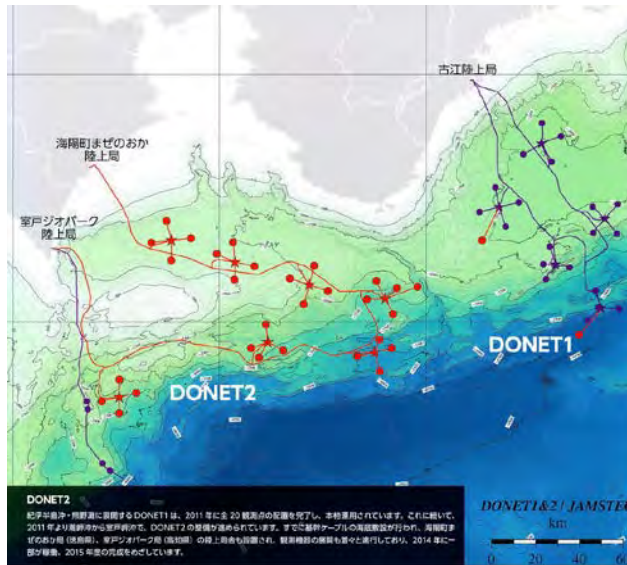 古江陸上局
海陽町まぜのおか
陸上局
室戸ジオパーク
陸上局
DONET1
DONET2
DONET2
紀伊半島沖・熊野灘に展開するDONET1は、2011年に全20観測点の配置を完了し、本格運用されています。これに続いて、
2011年より潮岬沖から室戸岬沖で、DONET2の整備が進められています。すでに基幹ケーブルの海底敷設が行われ、海陽町ま
ぜのおか局(徳島県)、室戸ジオパーク局(高知県)の陸上局舎も設置され、観測機器の展開も着々と進行しており、2014年に一
部が稼働、2015年度の完成をめざしています。
DONET1&2 / JAMSTEC
km
0 50